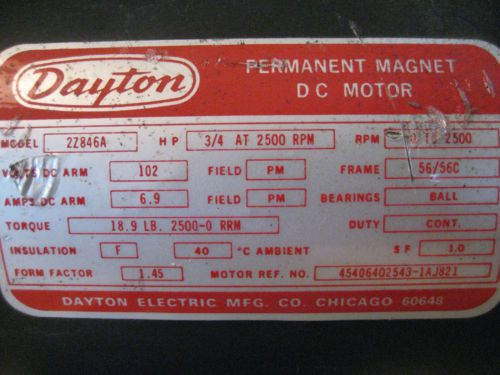 Dayton
PERMANENT MAGNET
DC MOTOR
MODEL 2Z846A HP 3/4 AT 2500 RPM RPM 2500
VOLTS DC ARM 102 FIELD PM FRAME 56/56C
AMPS DC ARM 6.9 FIELD PM BEARINGS BALL
TORQUE 18.9 LB. 2500-0 RRM DUTY CONT.
INSULATION F 40 °C AMBIENT SF 1.0
FORM FACTOR 1.45 MOTOR REF. NO. 45406402543-1AJ821
DAYTON ELECTRIC MFG. CO. CHICAGO 60648